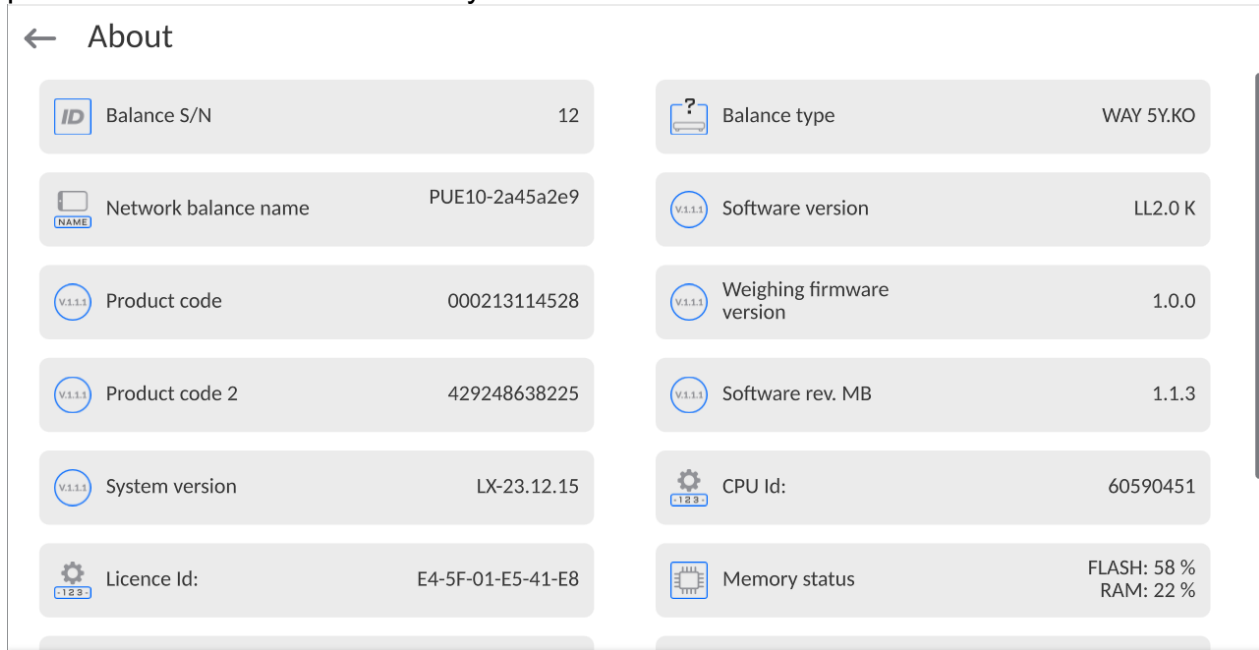 About
Balance S/N
12
Balance type
WAY 5Y.KO
Network balance name
PUE10-2a45a2e9
Software version
LL2.0 K
Product code
000213114528
Weighing firmware
version
1.0.0
Product code 2
429248638225
Software rev. MB
1.1.3
System version
LX-23.12.15
CPU Id:
60590451
Licence Id:
E4-5F-01-E5-41-E8
Memory status
FLASH: 58 %
RAM: 22 %
ID
?
NAME
V.1.1.1
V.1.1.1
V.1.1.1
V.1.1.1
V.1.1.1
V.1.1.1
-123-
-123-